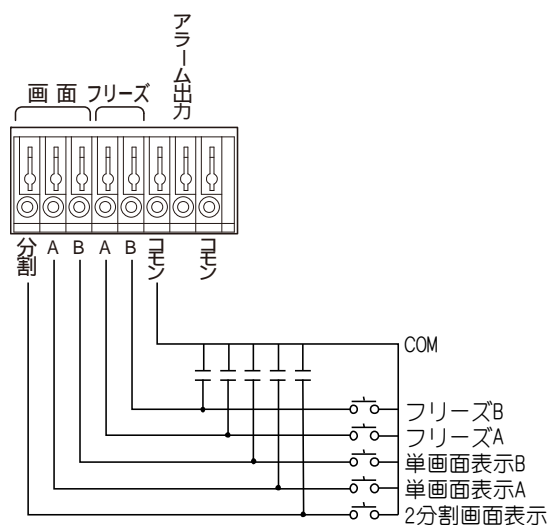 アラーム出力
画 面 フリーズ
分割 A B A B コモン コモン
COM
フリーズB
フリーズA
単画面表示B
単画面表示A
2分割画面表示